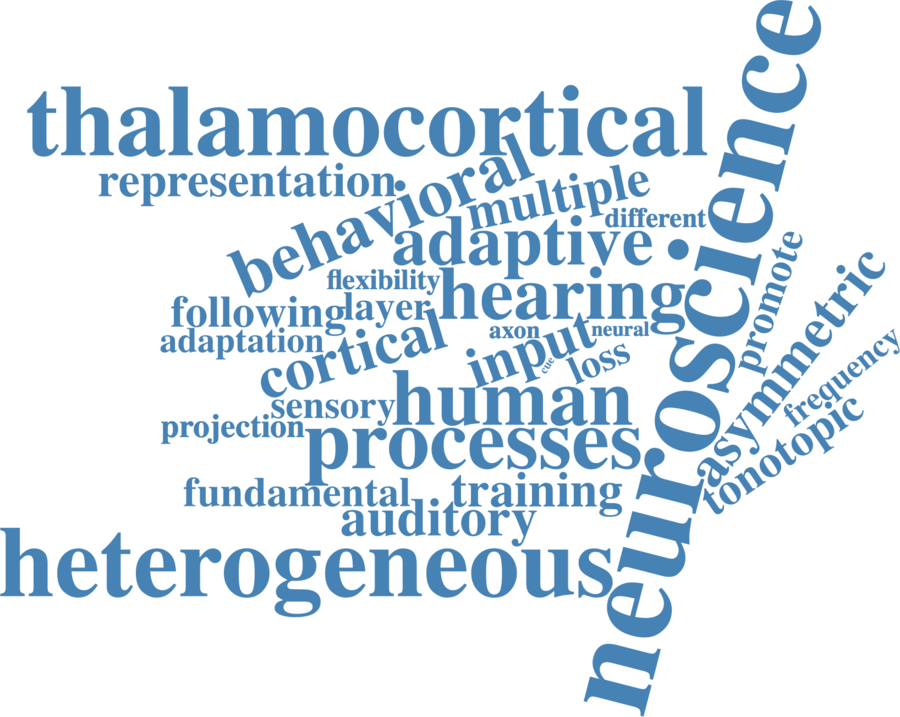 thalamocortical
representation
behavioral
multiple
different
adaptive
neuroscience
flexibility
hearing
promote
following
layer
adaptation
cortical
axon
neural
input
cue
loss
asymmetric
frequency
tonotopic
sensory
human
projection
processes
fundamental
training
auditory
heterogeneous